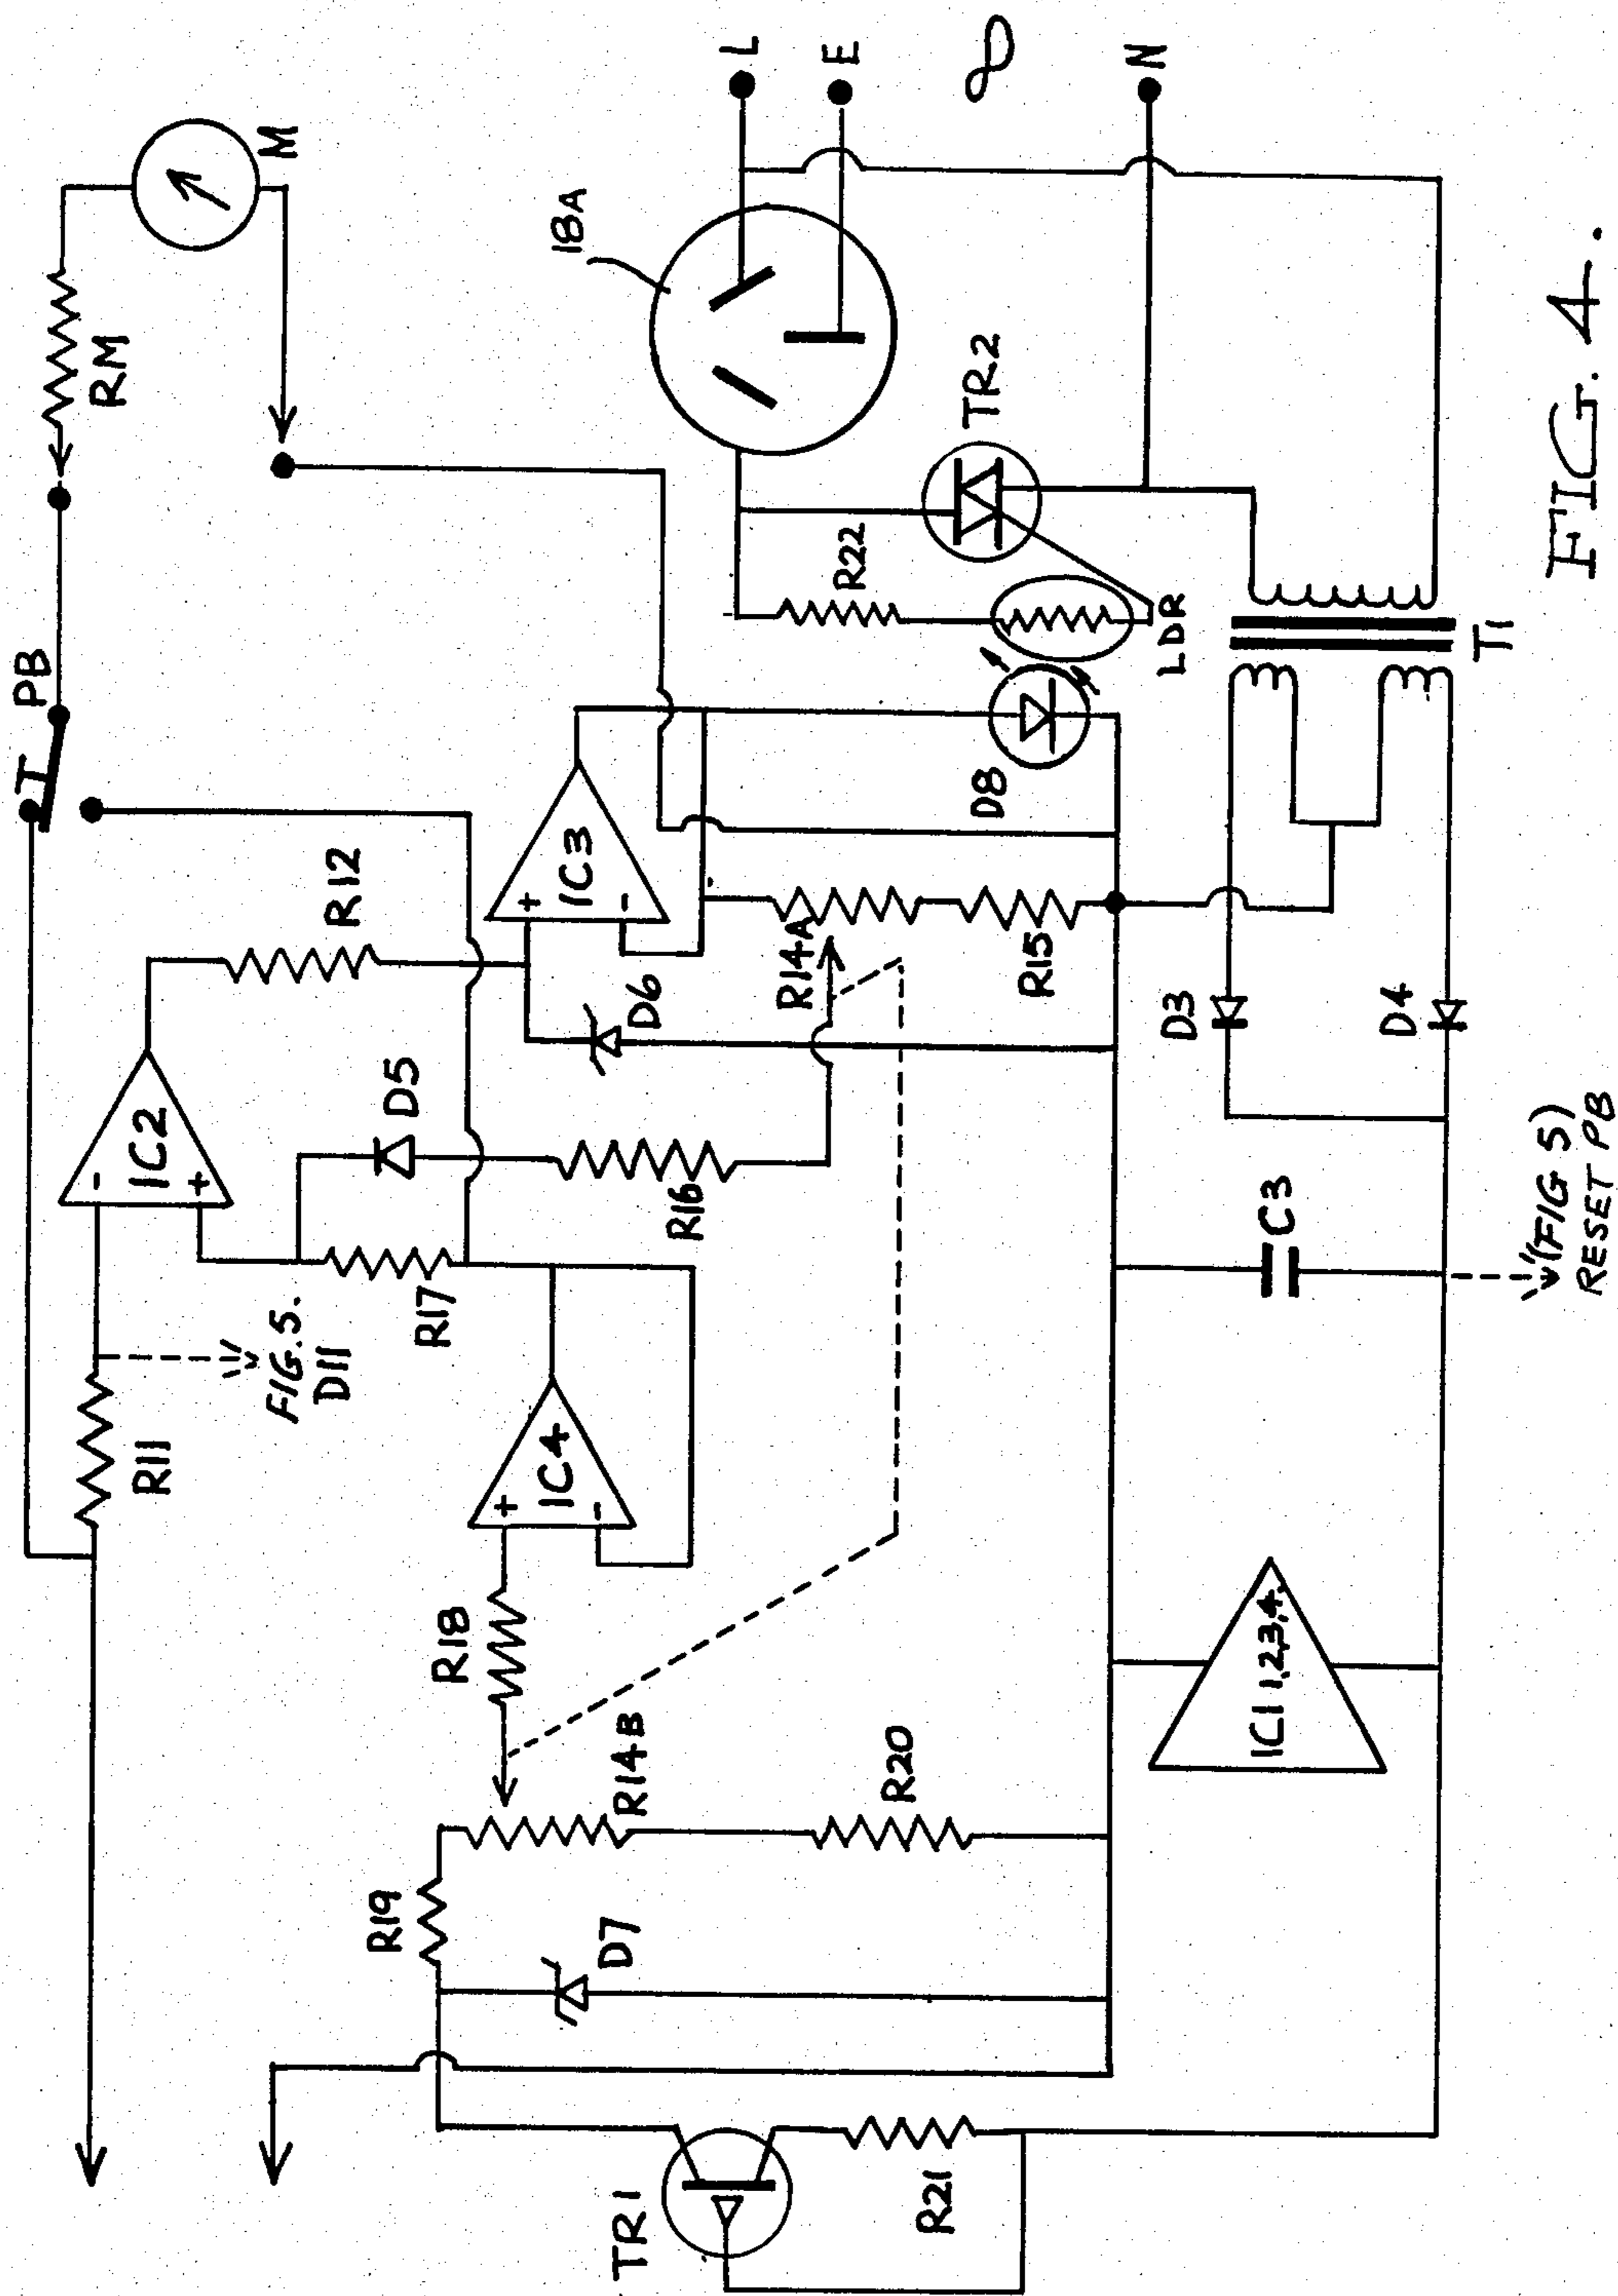 M
RM
PB
R12
IC2
-
+
D5
R11
FIG. 5.
D11
R17
R16
IC3
+
-
D6
R14A
R15
D8
LDR
R22
TR2
18A
L
E
8
N
T1
D3
D4
C3
(FIG 5)
RESET PB
IC4
+
-
R18
R14B
R20
R19
D7
IC1 1,2,3,4.
TR1
R21
FIG. 4.